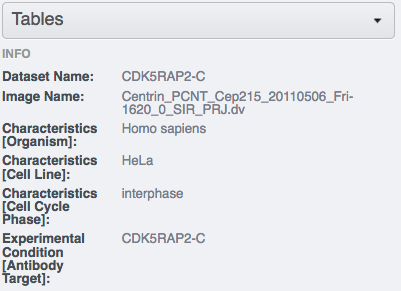 Tables
INFO
Dataset Name: CDK5RAP2-C
Image Name: Centrin_PCNT_Cep215_20110506_Fri-
1620_0_SIR_PRJ.dv
Characteristics Homo sapiens
[Organism]:
Characteristics HeLa
[Cell Line]:
Characteristics interphase
[Cell Cycle
Phase]:
Experimental CDK5RAP2-C
Condition
[Antibody
Target]: